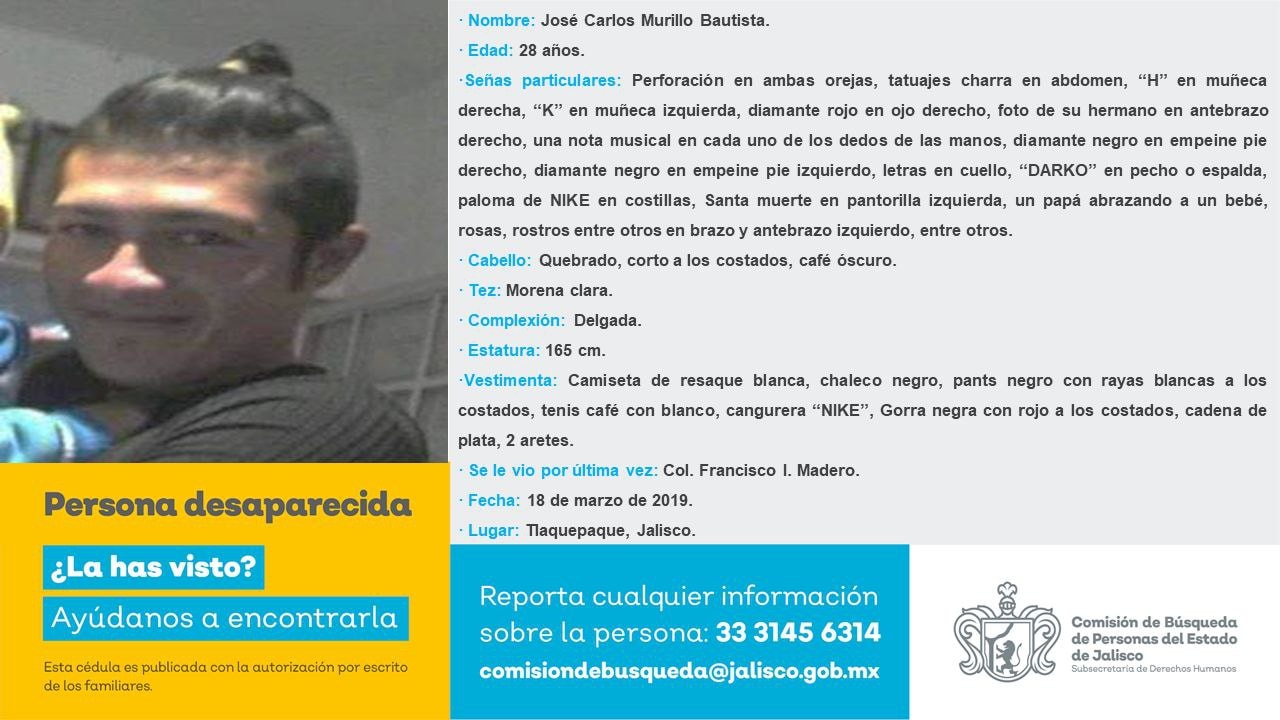 · Nombre: José Carlos Murillo Bautista.
· Edad: 28 años.
·Señas particulares: Perforación en ambas orejas, tatuajes charra en abdomen, “H” en muñeca
derecha, “K” en muñeca izquierda, diamante rojo en ojo derecho, foto de su hermano en antebrazo
derecho, una nota musical en cada uno de los dedos de las manos, diamante negro en empeine pie
derecho, diamante negro en empeine pie izquierdo, letras en cuello, “DARKO” en pecho o espalda,
paloma de NIKE en costillas, Santa muerte en pantorilla izquierda, un papá abrazando a un bebé,
rosas, rostros entre otros en brazo y antebrazo izquierdo, entre otros.
· Cabello: Quebrado, corto a los costados, café óscuro.
· Tez: Morena clara.
· Complexión: Delgada.
· Estatura: 165 cm.
·Vestimenta: Camiseta de resaque blanca, chaleco negro, pants negro con rayas blancas a los
costados, tenis café con blanco, cangurera “NIKE”, Gorra negra con rojo a los costados, cadena de
plata, 2 aretes.
· Se le vio por última vez: Col. Francisco I. Madero.
· Fecha: 18 de marzo de 2019.
· Lugar: Tlaquepaque, Jalisco.
Persona desaparecida
¿La has visto?
Ayúdanos a encontrarla
Esta cédula es publicada con la autorización por escrito
de los familiares.
Reporta cualquier información
sobre la persona: 33 3145 6314
comisiondebusqueda@jalisco.gob.mx
Comisión de Búsqueda
de Personas del Estado
de Jalisco
Subsecretaría de Derechos Humanos